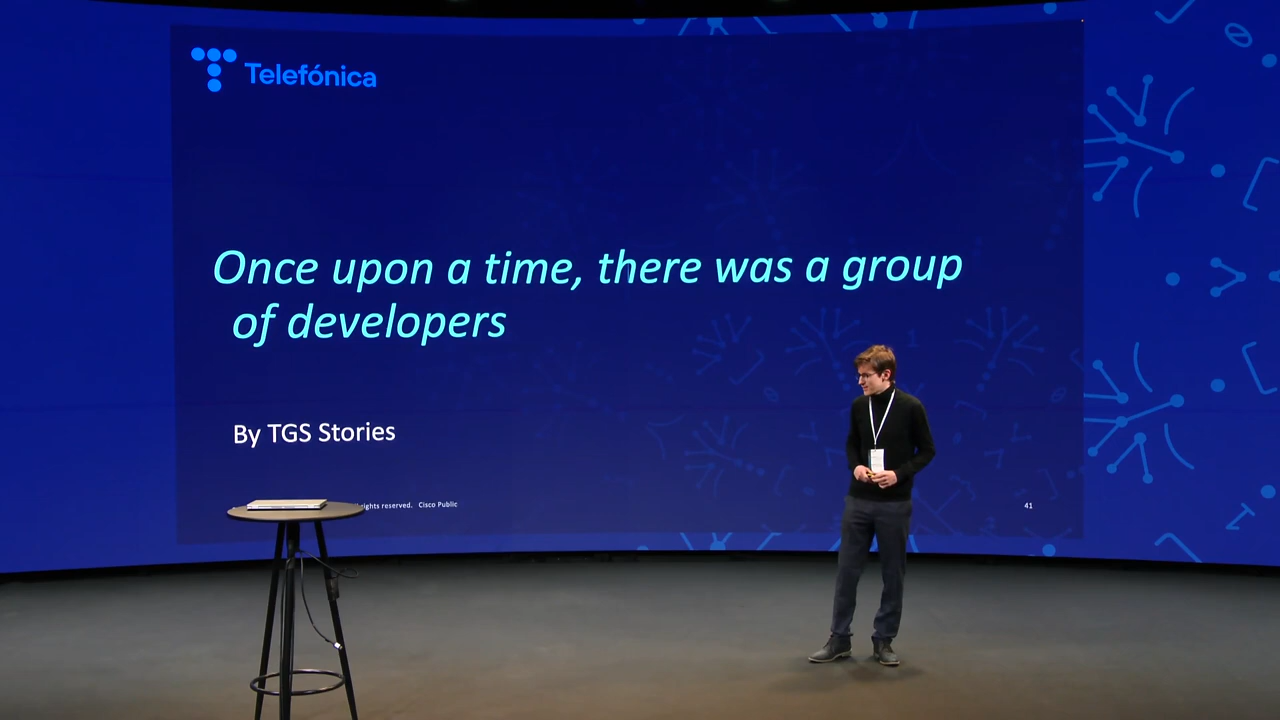 Telefónica
Once upon a time, there was a group
of developers
By TGS Stories
rights reserved. Cisco Public
41